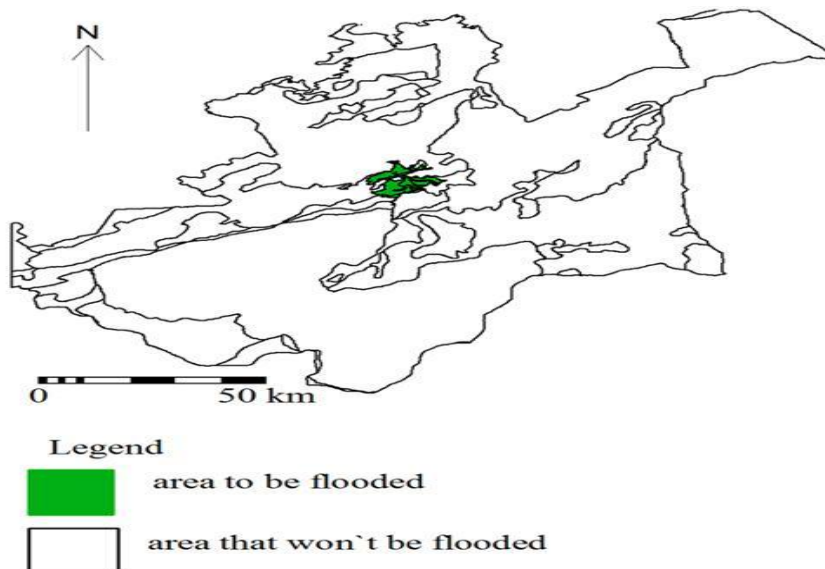 N
0 50 km
Legend
area to be flooded
area that won`t be flooded